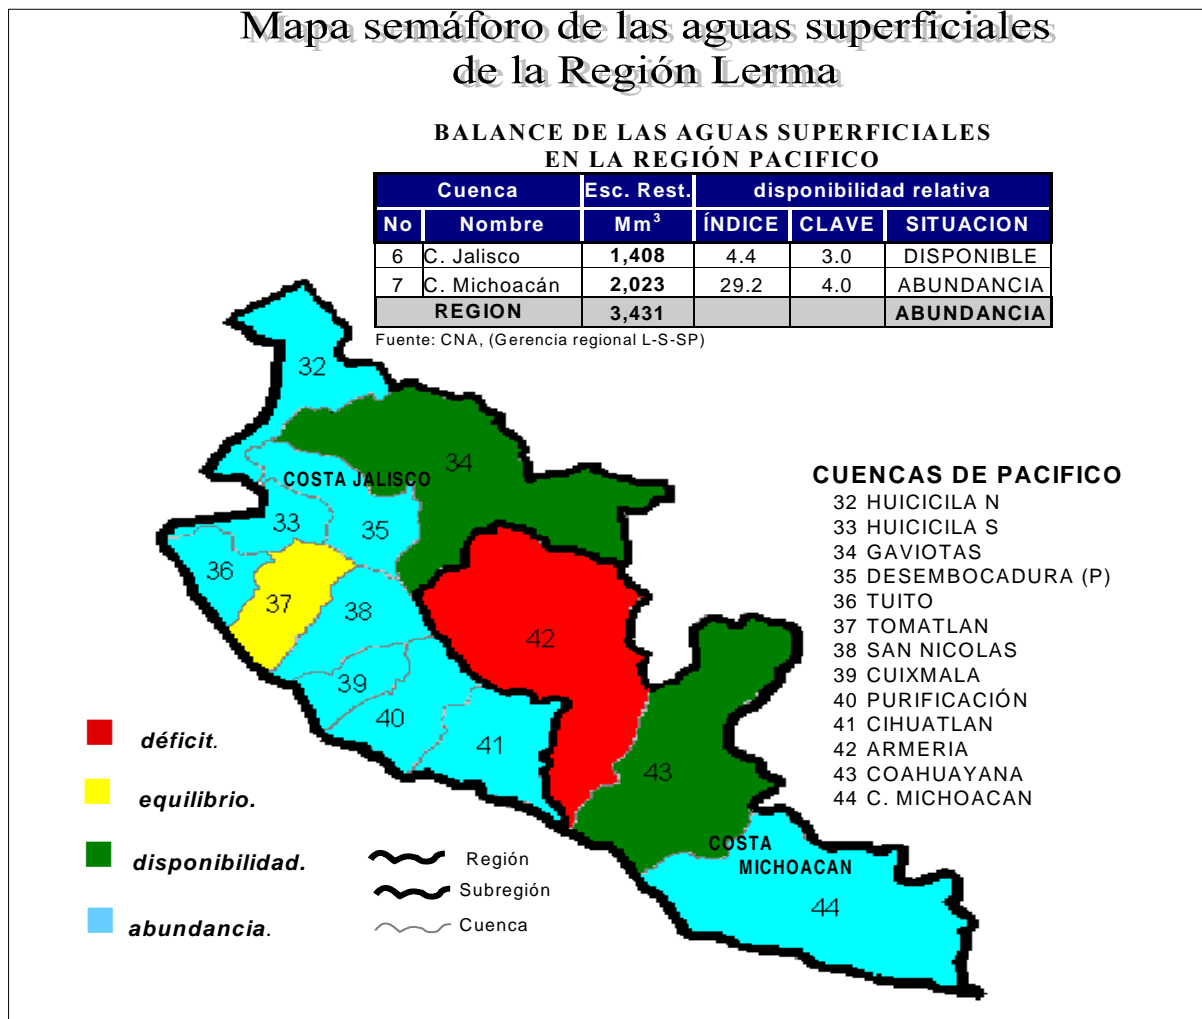 Mapa semáforo de las aguas superficiales
de la Región Lerma
BALANCE DE LAS AGUAS SUPERFICIALES
EN LA REGIÓN PACIFICO
Cuenca Esc. Rest. disponibilidad relativa
No Nombre Mm³ ÍNDICE CLAVE SITUACION
6 C. Jalisco 1,408 4.4 3.0 DISPONIBLE
7 C. Michoacán 2,023 29.2 4.0 ABUNDANCIA
REGION 3,431 ABUNDANCIA
Fuente: CNA, (Gerencia regional L-S-SP)
32
34
COSTA JALISCO
33
35
36
37
38
42
39
40
41
43
COSTA
MICHOACAN
44
CUENCAS DE PACIFICO
32 HUICICILA N
33 HUICICILA S
34 GAVIOTAS
35 DESEMBOCADURA (P)
36 TUITO
37 TOMATLAN
38 SAN NICOLAS
39 CUIXMALA
40 PURIFICACIÓN
41 CIHUATLAN
42 ARMERIA
43 COAHUAYANA
44 C. MICHOACAN
déficit.
equilibrio.
disponibilidad.
abundancia.
Región
Subregión
Cuenca